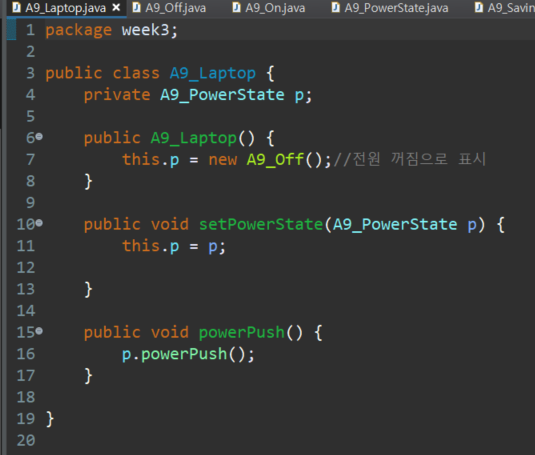 A9_Laptop.java A9_Off.java A9_On.java A9_PowerState.java A9_Savin
1 package week3;
2
3 public class A9_Laptop {
4 private A9_PowerState p;
5
6 public A9_Laptop() {
7 this.p = new A9_Off();//전원 꺼짐으로 표시
8 }
9
10 public void setPowerState(A9_PowerState p) {
11 this.p = p;
12
13 }
14
15 public void powerPush() {
16 p.powerPush();
17 }
18
19 }
20